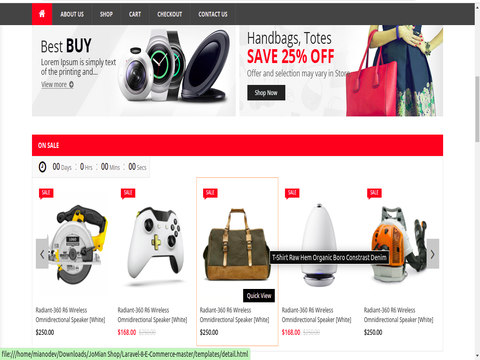 ABOUT US
SHOP
CART
CHECKOUT
CONTACT US
Best BUY
Lorem Ipsum is simply text
of the printing and...
View more
Handbags, Totes
SAVE 25% OFF
Offer and selection may vary in Store
Shop Now
ON SALE
00 Days : 0 Hrs : 00 Mins : 00 Secs
SALE
SALE
SALE
SALE
SALE
T-Shirt Raw Hem Organic Boro Constrast Denim
Quick View
Radiant-360 R6 Wireless
Omnidirectional Speaker [White]
$250.00
Radiant-360 R6 Wireless
Omnidirectional Speaker [White]
$168.00 $250.00
Radiant-360 R6 Wireless
Omnidirectional Speaker [White]
$250.00
Radiant-360 R6 Wireless
Omnidirectional Speaker [White]
$168.00 $250.00
Radiant-360 R6 Wireless
Omnidirectional Speaker [White]
$250.00
file:///home/mianodev/Downloads/JoMian Shop/Laravel-8-E-Commerce-master/templates/detail.html